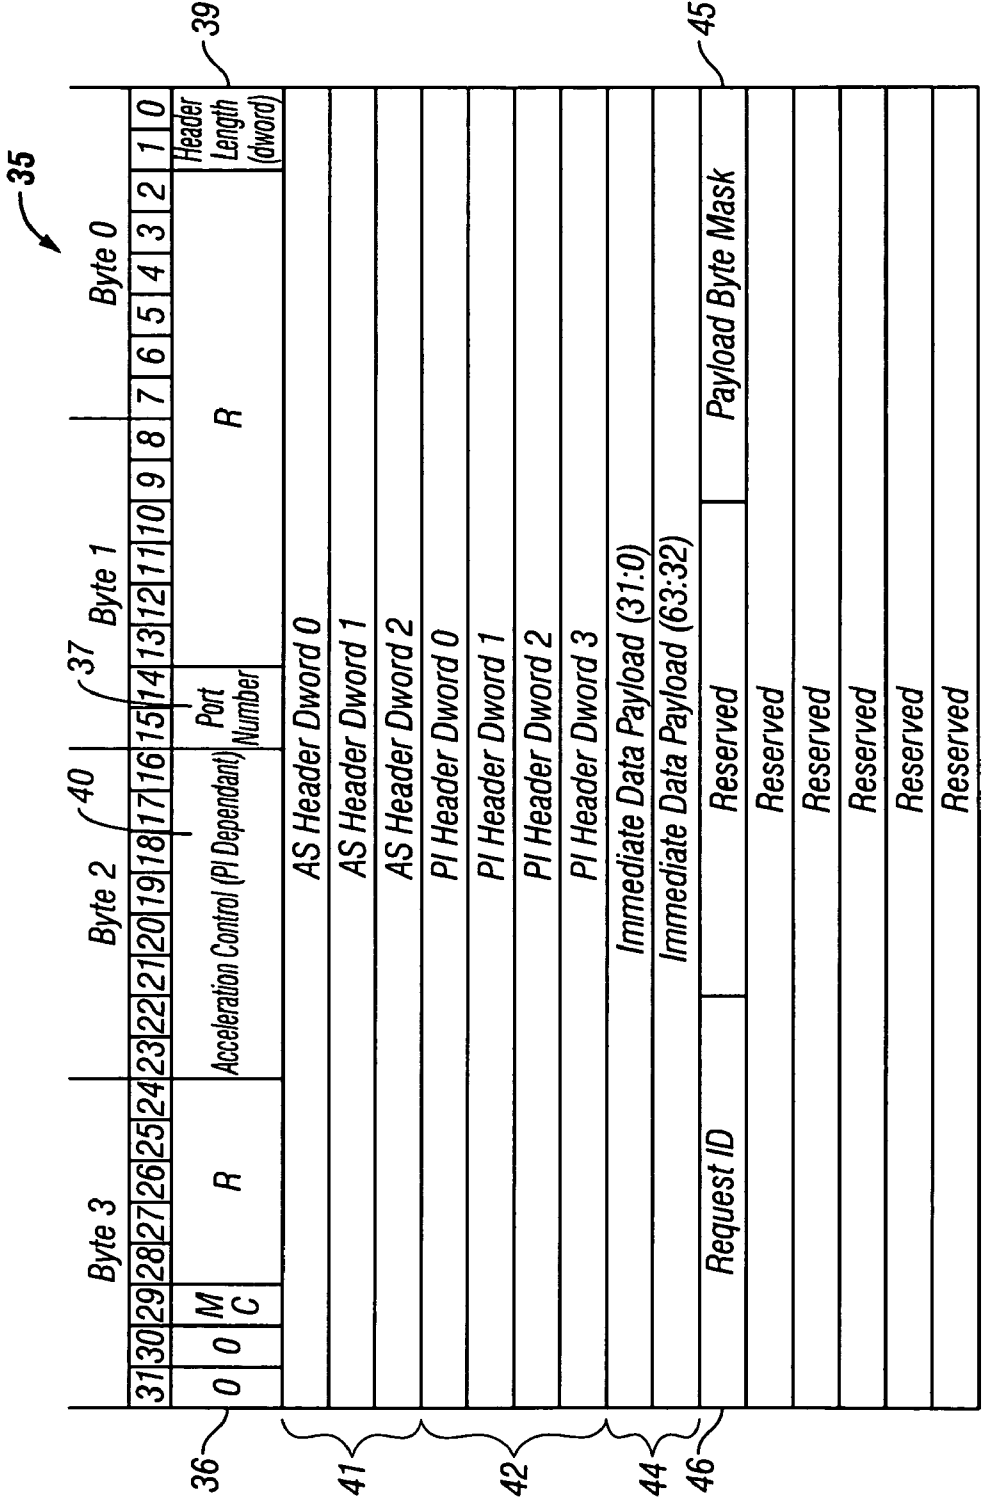 35
Byte 3 Byte 2 Byte 1 Byte 0
31 30 29 28 27 26 25 24 23 22 21 20 19 18 17 16 15 14 13 12 11 10 9 8 7 6 5 4 3 2 1 0
40
37
36
0 0 M C R Acceleration Control (PI Dependant) Port Number R Header Length (dword)
39
41
AS Header Dword 0
AS Header Dword 1
AS Header Dword 2
42
PI Header Dword 0
PI Header Dword 1
PI Header Dword 2
PI Header Dword 3
44
Immediate Data Payload (31:0)
Immediate Data Payload (63:32)
46
Request ID Reserved Payload Byte Mask
45
Reserved
Reserved
Reserved
Reserved
Reserved